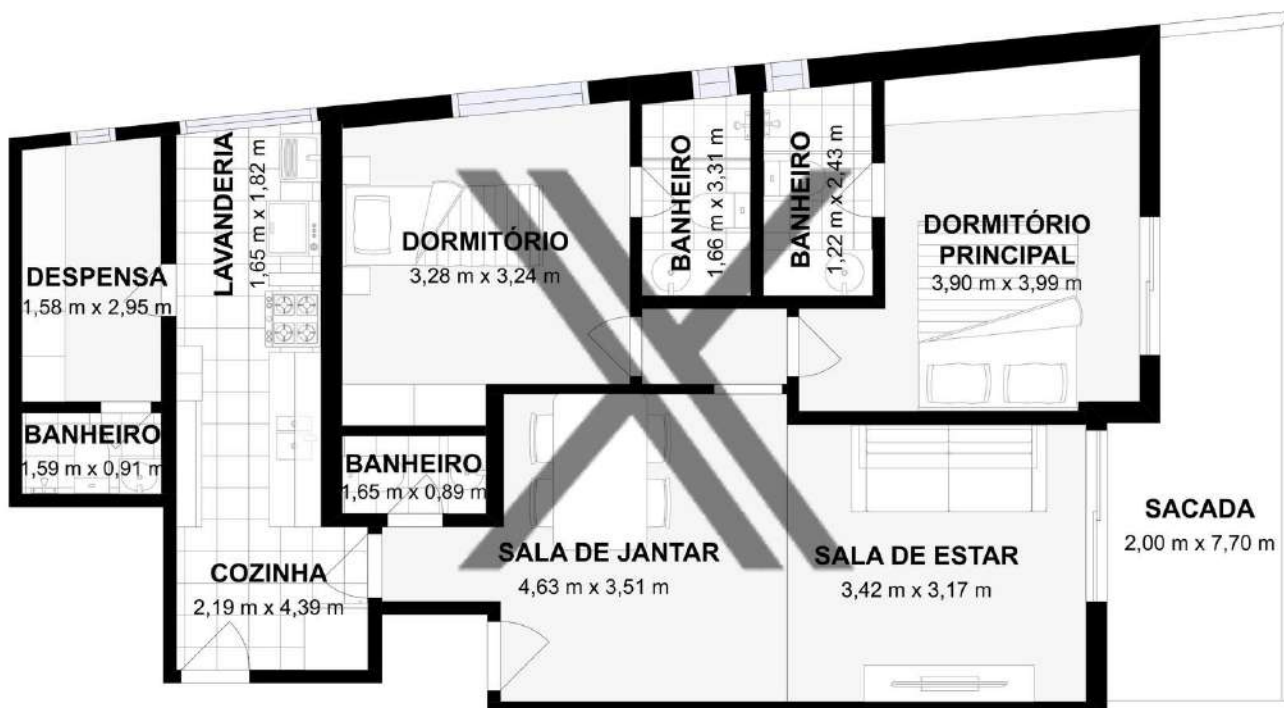 DESPENSA
1,58 m x 2,95 m
BANHEIRO
1,59 m x 0,91 m
LAVANDERIA
1,65 m x 1,82 m
COZINHA
2,19 m x 4,39 m
DORMITÓRIO
3,28 m x 3,24 m
BANHEIRO
1,65 m x 0,89 m
BANHEIRO
1,66 m x 3,31 m
BANHEIRO
1,22 m x 2,43 m
DORMITÓRIO
PRINCIPAL
3,90 m x 3,99 m
SALA DE JANTAR
4,63 m x 3,51 m
SALA DE ESTAR
3,42 m x 3,17 m
SACADA
2,00 m x 7,70 m